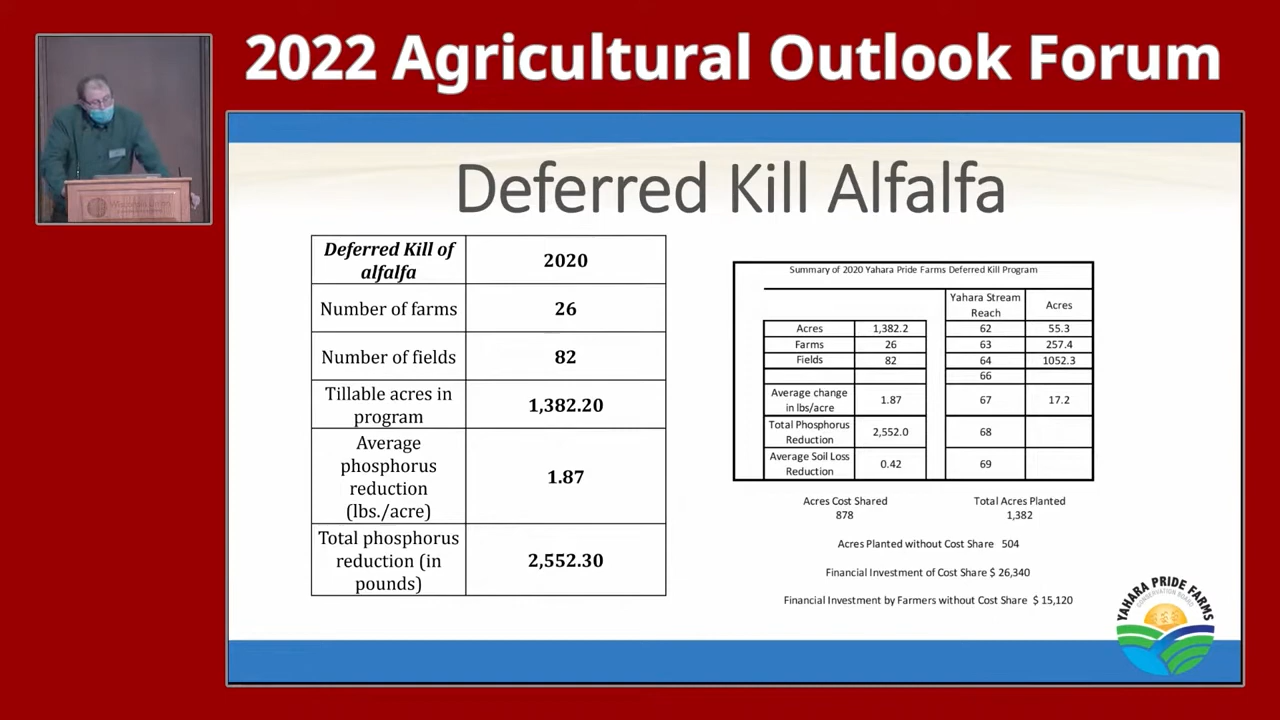 2022 Agricultural Outlook Forum
Deferred Kill Alfalfa
Deferred Kill of
alfalfa
2020
Number of farms
26
Number of fields
82
Tillable acres in
program
1,382.20
Average
phosphorus
reduction
(lbs./acre)
1.87
Total phosphorus
reduction (in
pounds)
2,552.30
Summary of 2020 Yahara Pride Farms Deferred Kill Program
Yahara Stream
Reach
Acres
Acres
1,382.2
62
55.3
Farms
26
63
257.4
Fields
82
64
1052.3
66
Average change
in lbs/acre
1.87
67
17.2
Total Phosphorus
Reduction
2,552.0
68
Average Soil Loss
Reduction
0.42
69
Acres Cost Shared
878
Total Acres Planted
1,382
Acres Planted without Cost Share 504
Financial Investment of Cost Share $ 26,340
Financial Investment by Farmers without Cost Share $ 15,120
YAHARA PRIDE FARMS
CONSERVATION BOARD